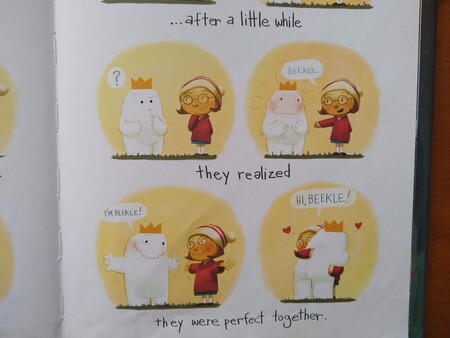 ...after a little while
?
BEEKLE.
they realized
I'M BEEKLE!
HI, BEEKLE!
they were perfect together.